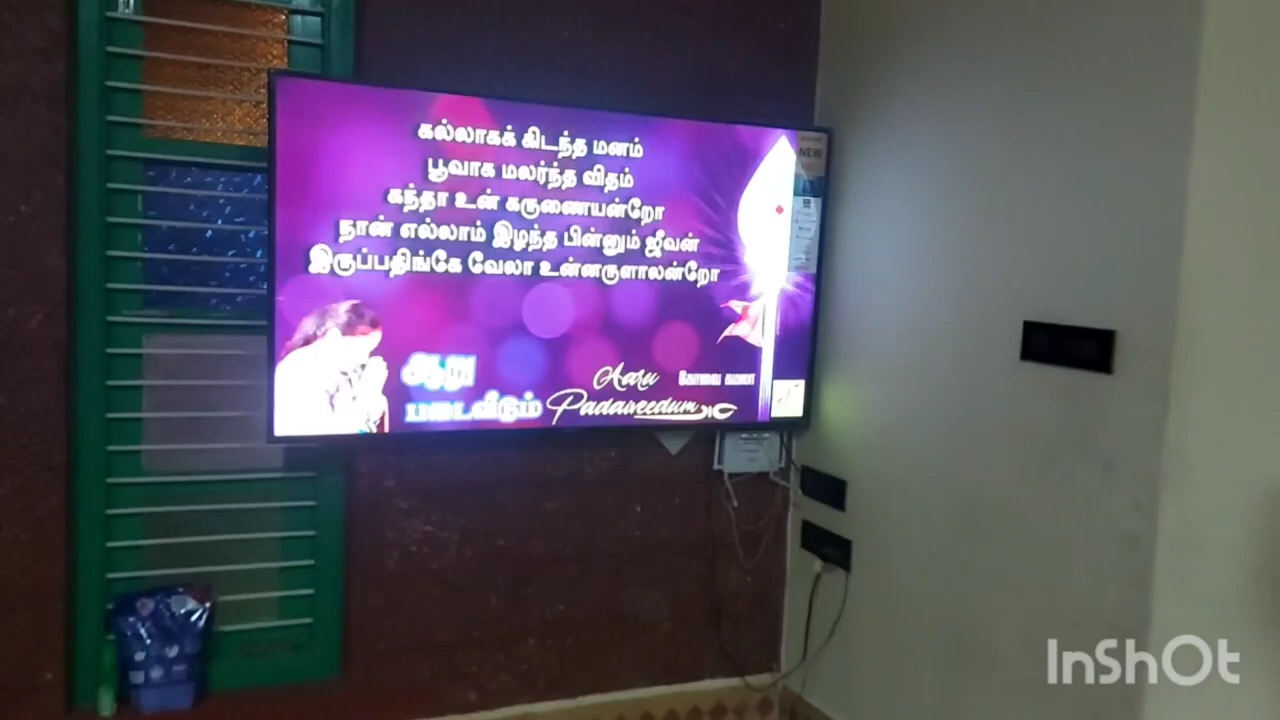 கல்லாகக் கிடந்த மனம்
பூவாக மலர்ந்த விதம்
கந்தா உன் கருணையன்றோ
நான் எல்லாம் இழந்த பின்னும் ஜீவன்
இருப்பதிங்கே வேலா உன்னருளாலன்றோ
ஆறு
படைவீடும்
Aaru
Padaiveedum
கோவை கமலா
NEW
InShOt